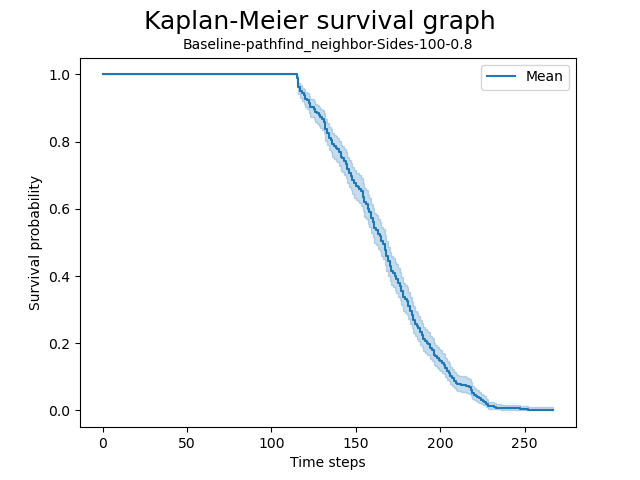 Kaplan-Meier survival graph
Baseline-pathfind_neighbor-Sides-100-0.8
Mean
Survival probability
1.0
0.8
0.6
0.4
0.2
0.0
0 50 100 150 200 250
Time steps